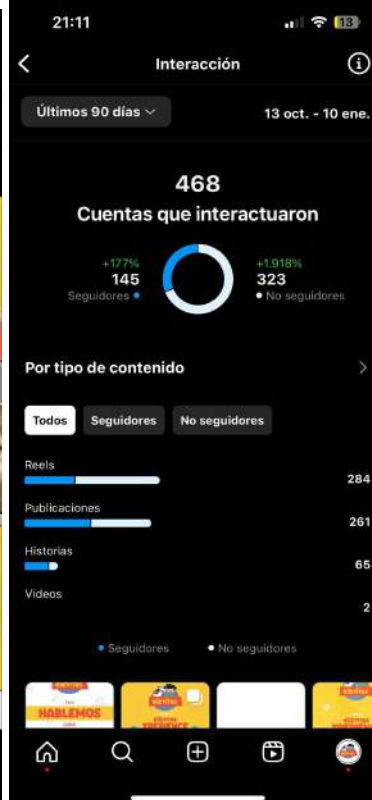 21:11
13
Interacción
Últimos 90 días
13 oct. - 10 ene.
468
Cuentas que interactuaron
+177%
145
Seguidores
+1.918%
323
No seguidores
Por tipo de contenido
Todos Seguidores No seguidores
Reels
284
Publicaciones
261
Historias
65
Videos
2
Seguidores No seguidores
HABLEMOS